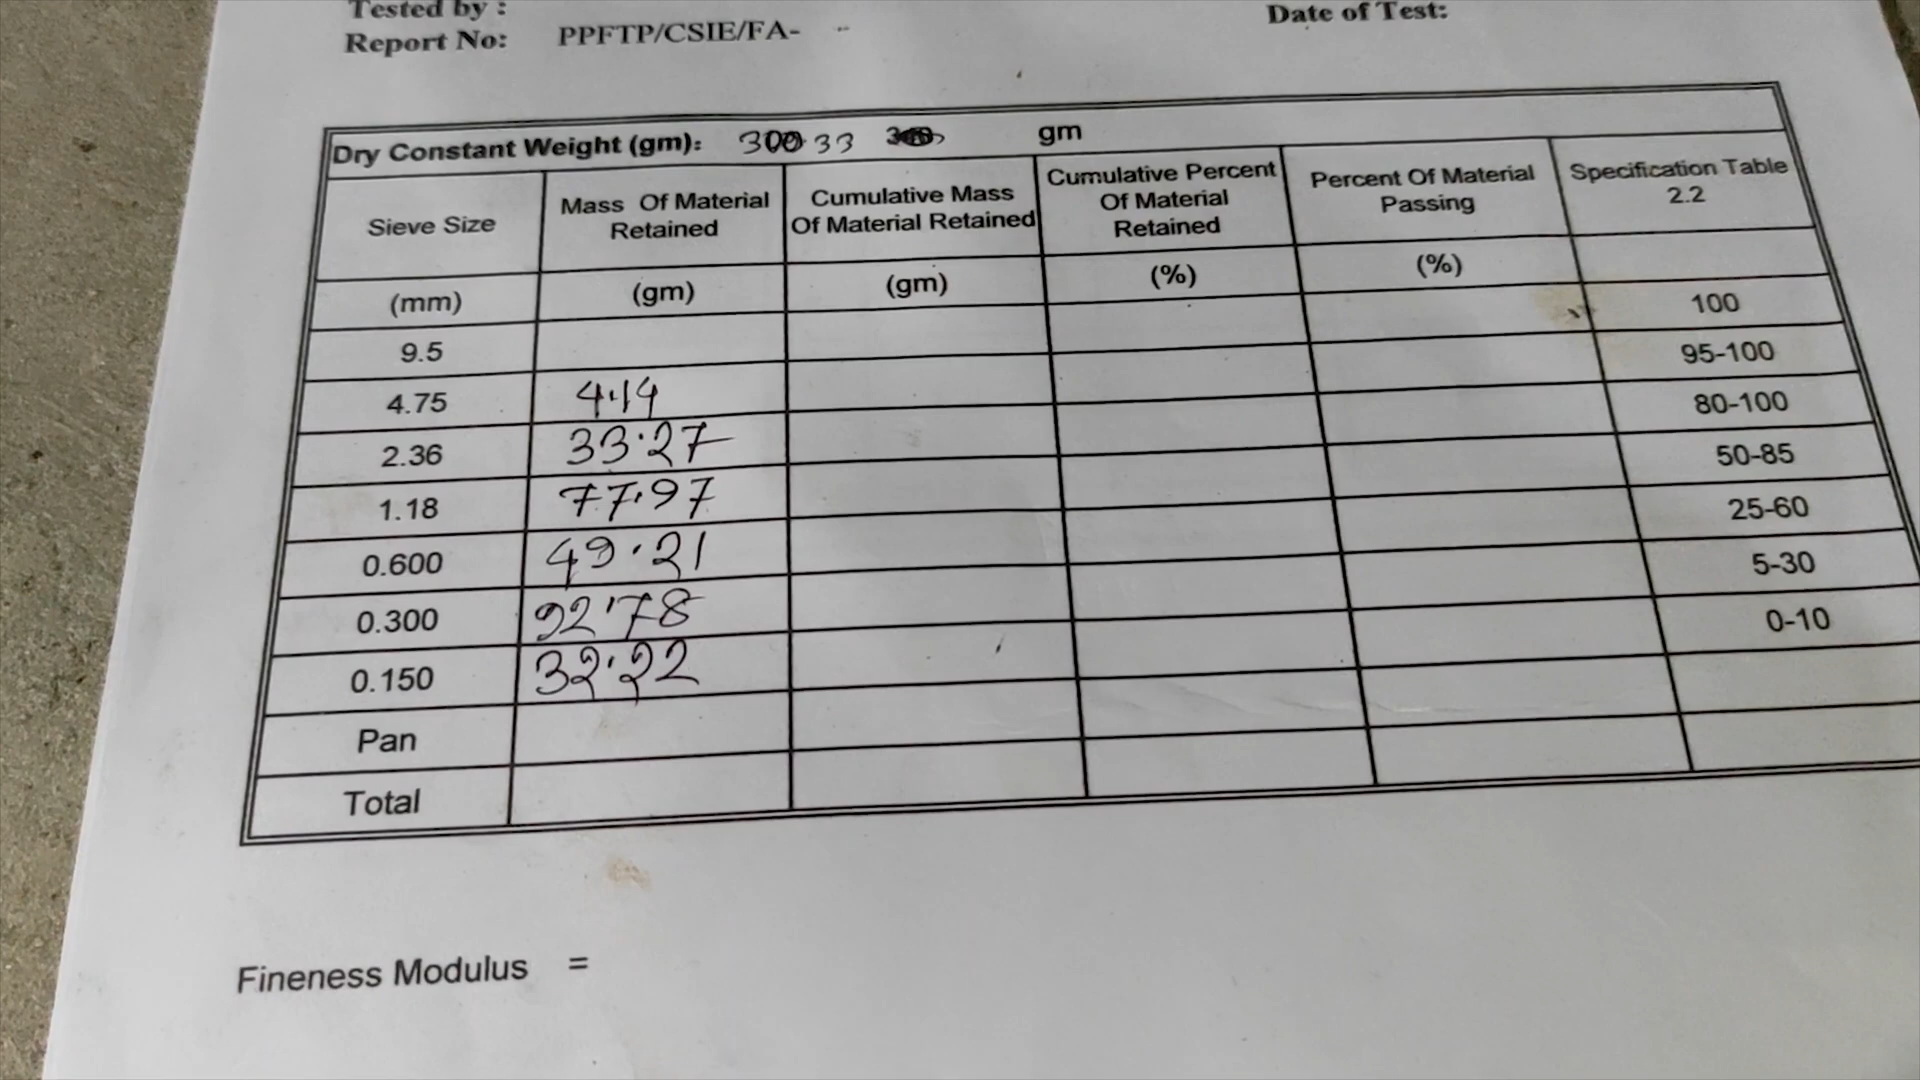 Tested by :
Date of Test:
Report No: PPFTP/CSIE/FA-
Dry Constant Weight (gm): 300.33 gm
Sieve Size
Mass Of Material Retained
Cumulative Mass Of Material Retained
Cumulative Percent Of Material Retained
Percent Of Material Passing
Specification Table 2.2
(mm) (gm) (gm) (%) (%)
9.5 100
4.75 4.14 95-100
2.36 33.27 80-100
1.18 77.97 50-85
0.600 49.21 25-60
0.300 92.78 5-30
0.150 32.22 0-10
Pan
Total
Fineness Modulus =